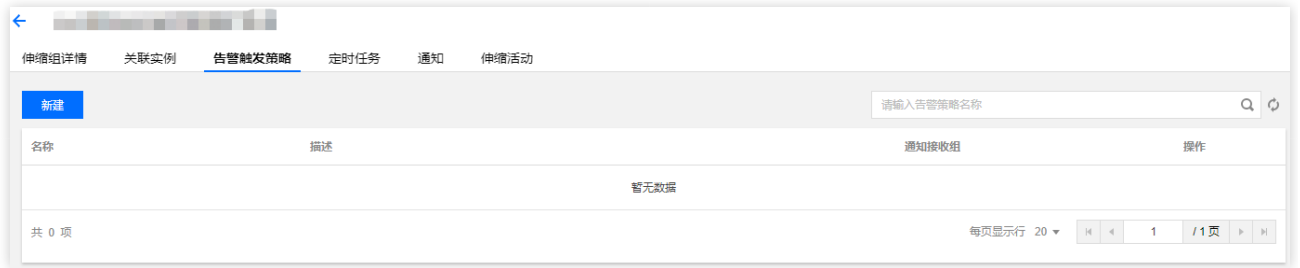 伸缩组详情 关联实例 告警触发策略 定时任务 通知 伸缩活动
新建 请输入告警策略名称
名称 描述 通知接收组 操作
暂无数据
共 0 项 每页显示行 20 1 /1页